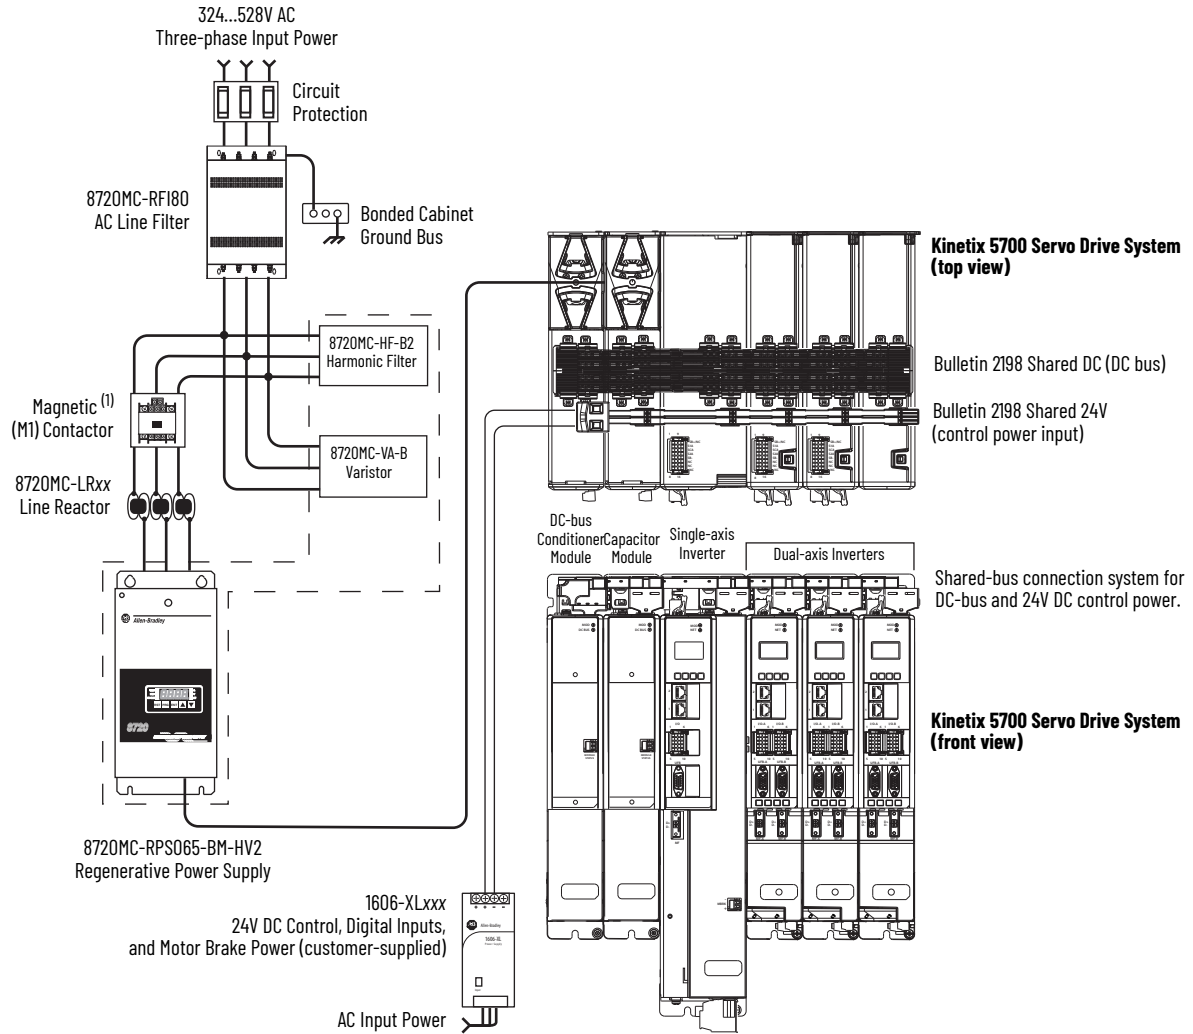 324...528V AC
Three-phase Input Power
Circuit
Protection
8720MC-RFI80
AC Line Filter
Bonded Cabinet
Ground Bus
Kinetix 5700 Servo Drive System
(top view)
8720MC-HF-B2
Harmonic Filter
Bulletin 2198 Shared DC (DC bus)
Magnetic (1)
(M1) Contactor
Bulletin 2198 Shared 24V
(control power input)
8720MC-VA-B
Varistor
8720MC-LRxx
Line Reactor
DC-bus
Conditioner
Module
Capacitor
Module
Single-axis
Inverter
Dual-axis Inverters
Shared-bus connection system for
DC-bus and 24V DC control power.
Allen-Bradley
8720
Kinetix 5700 Servo Drive System
(front view)
8720MC-RPS065-BM-HV2
Regenerative Power Supply
1606-XLxxx
24V DC Control, Digital Inputs,
and Motor Brake Power (customer-supplied)
Allen-Bradley
1606-XL
Power Supply
AC Input Power